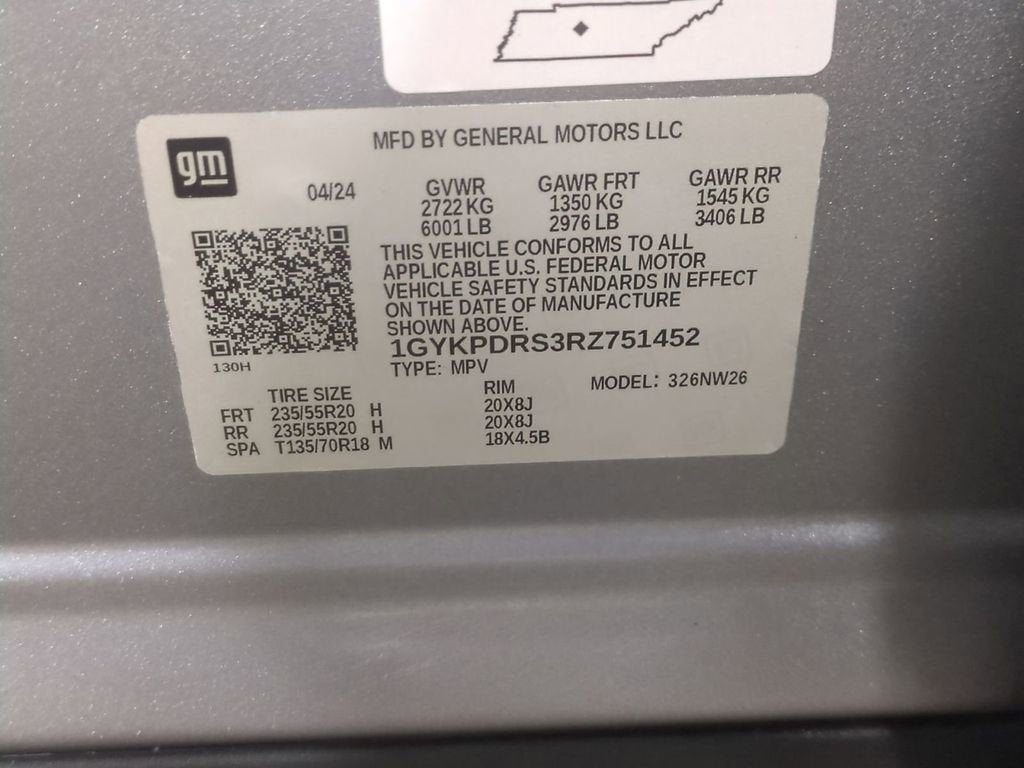 MFD BY GENERAL MOTORS LLC
gm
04/24
GVWR GAWR FRT GAWR RR
2722 KG 1350 KG 1545 KG
6001 LB 2976 LB 3406 LB
THIS VEHICLE CONFORMS TO ALL
APPLICABLE U.S. FEDERAL MOTOR
VEHICLE SAFETY STANDARDS IN EFFECT
ON THE DATE OF MANUFACTURE
SHOWN ABOVE.
1GYKPDRS3RZ751452
130H
TYPE: MPV
MODEL: 326NW26
TIRE SIZE RIM
FRT 235/55R20 H 20X8J
RR 235/55R20 H 20X8J
SPA T135/70R18 M 18X4.5B